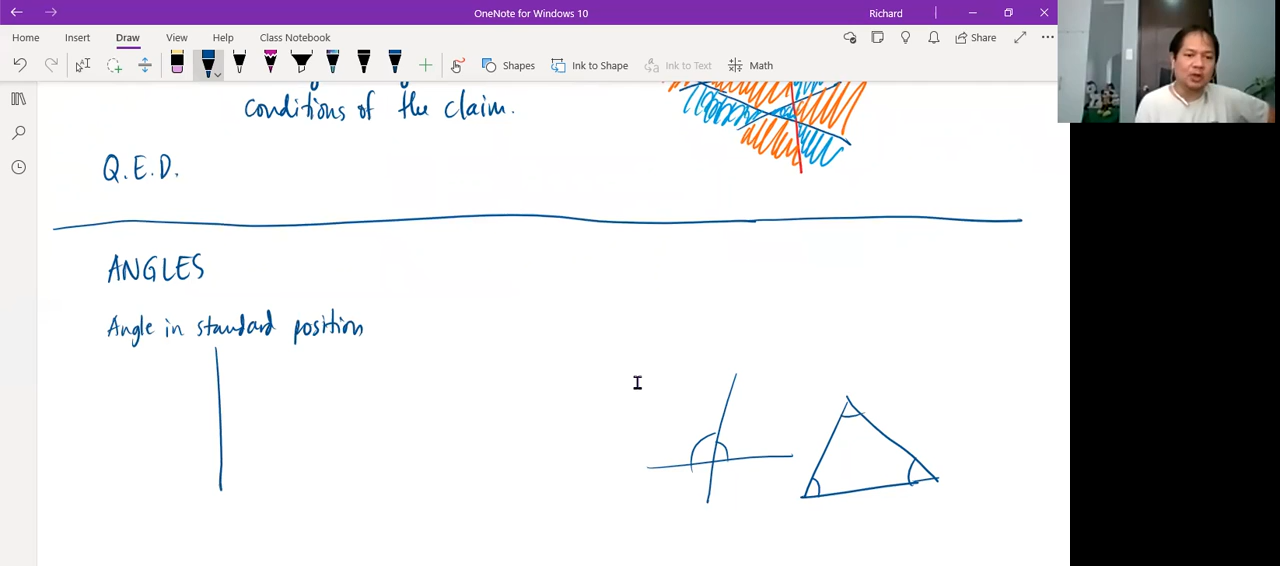 OneNote for Windows 10
Richard
Home Insert Draw View Help Class Notebook
Share
Shapes Ink to Shape Ink to Text Math
conditions of the claim.
Q.E.D.
ANGLES
Angle in standard position